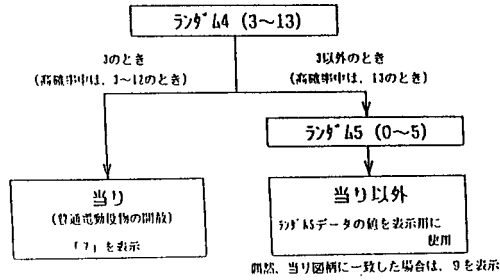 ランダム4 (3〜13)
3のとき
(高確率中は、3〜12のとき)
3以外のとき
(高確率中は、13のとき)
ランダム5 (0〜5)
当り
(普通電動役物の開放)
「7」を表示
当り以外
ランダム5データの値を表示用に
使用
偶然、当り図柄に一致した場合は、9を表示